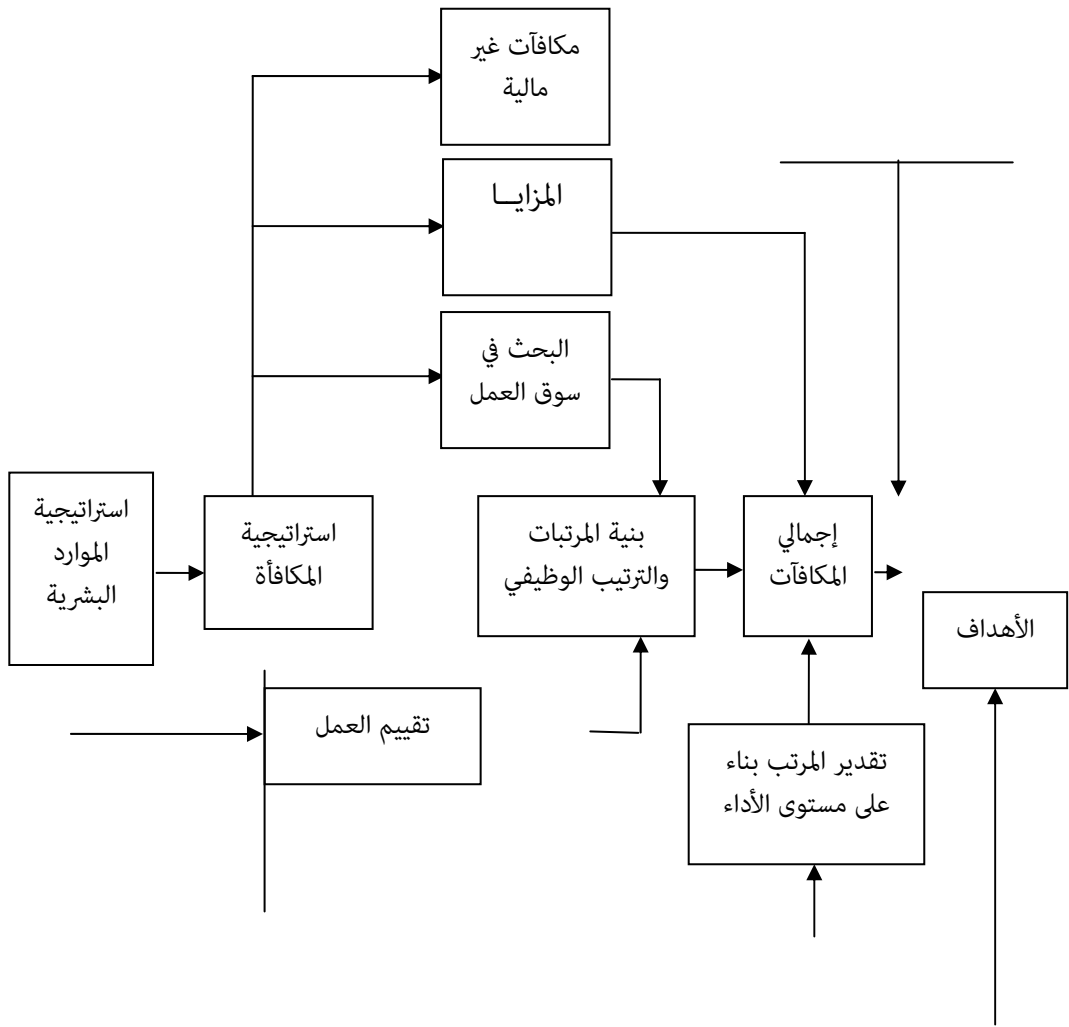 مكافآت غير
مالية
المزايــا
البحث في
سوق العمل
استراتيجية
الموارد
البشرية
استراتيجية
المكافأة
بنية المرتبات
والترتيب الوظيفي
إجمالي
المكافآت
الأهداف
تقييم العمل
تقدير المرتب بناء
على مستوى الأداء